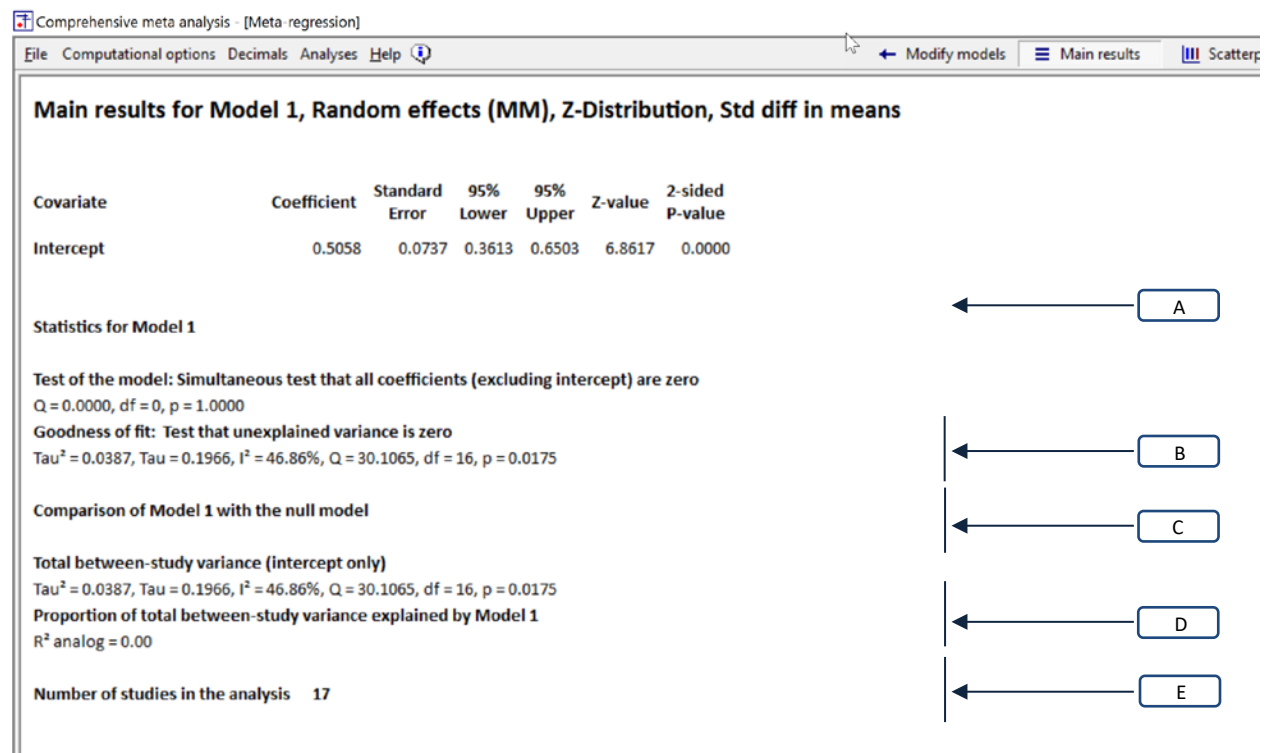 Comprehensive meta analysis - [Meta-regression]
File Computational options Decimals Analyses Help Modify models Main results
Main results for Model 1, Random effects (MM), Z-Distribution, Std diff in means
Covariate Coefficient Standard Error 95% Lower 95% Upper Z-value 2-sided P-value
Intercept 0.5058 0.0737 0.3613 0.6503 6.8617 0.0000
A
Statistics for Model 1
Test of the model: Simultaneous test that all coefficients (excluding intercept) are zero
Q = 0.0000, df = 0, p = 1.0000
Goodness of fit: Test that unexplained variance is zero
Tau² = 0.0387, Tau = 0.1966, I² = 46.86%, Q = 30.1065, df = 16, p = 0.0175
B
Comparison of Model 1 with the null model
C
Total between-study variance (intercept only)
Tau² = 0.0387, Tau = 0.1966, I² = 46.86%, Q = 30.1065, df = 16, p = 0.0175
Proportion of total between-study variance explained by Model 1
D
R² analog = 0.00
Number of studies in the analysis 17
E